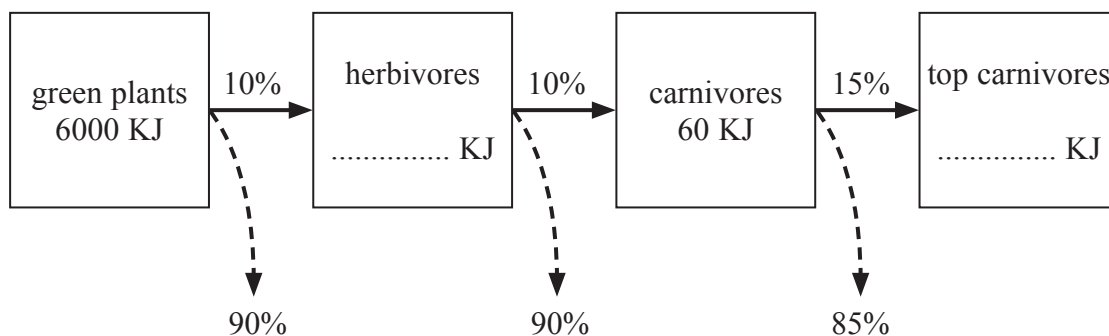 green plants
6000 KJ
10%
herbivores
............... KJ
10%
carnivores
60 KJ
15%
top carnivores
............... KJ
90%
90%
85%